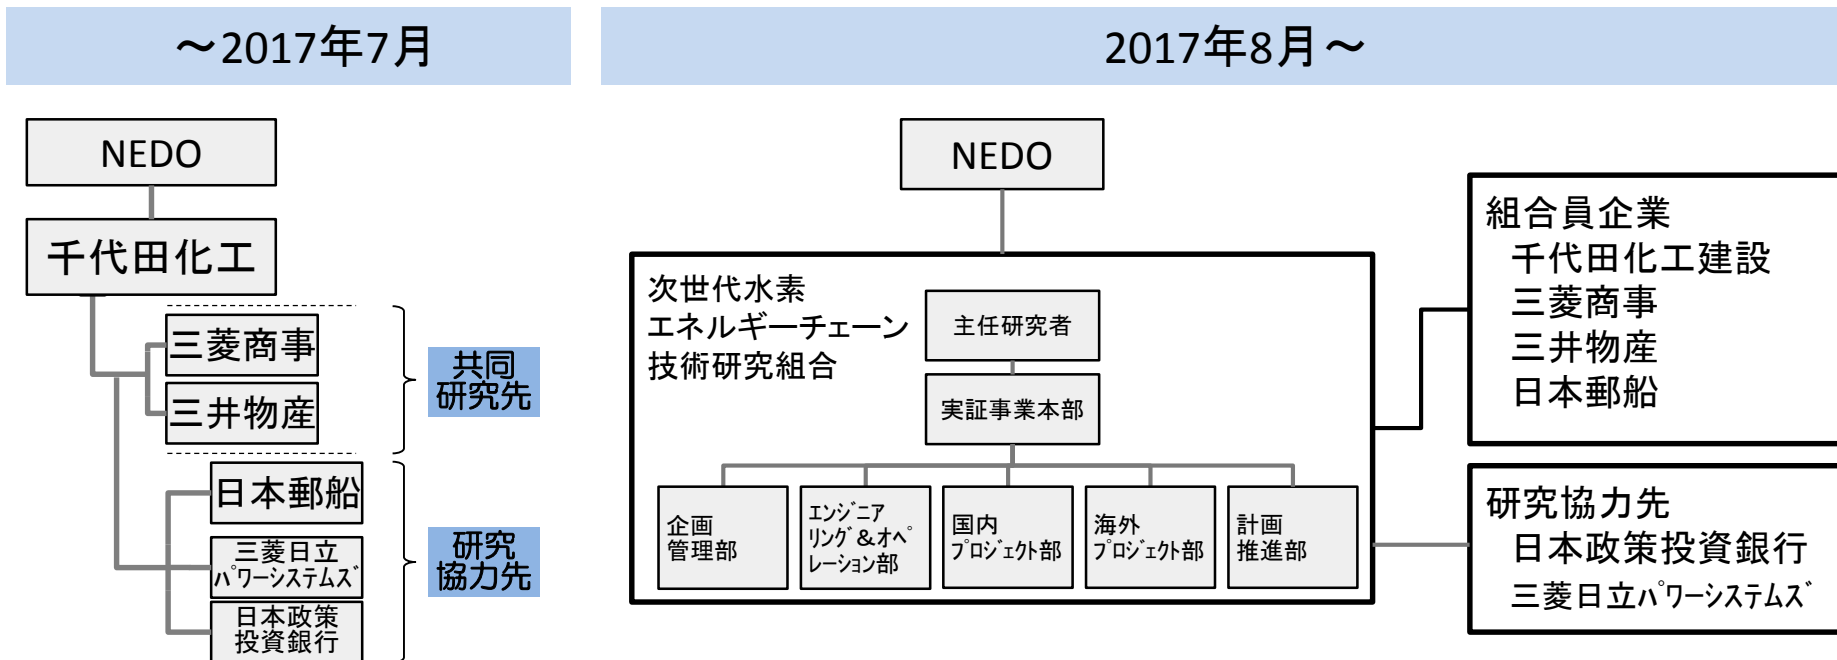 ～2017年7月
NEDO
千代田化工
三菱商事
三井物産
共同
研究先
日本郵船
三菱日立
ﾊﾟﾜｰｼｽﾃﾑｽﾞ
日本政策
投資銀行
研究
協力先
2017年8月～
NEDO
次世代水素
エネルギーチェーン
技術研究組合
主任研究者
実証事業本部
企画
管理部
ｴﾝｼﾞﾆｱ
ﾘﾝｸﾞ&ｵﾍﾟ
ﾚｰｼｮﾝ部
国内
ﾌﾟﾛｼﾞｪｸﾄ部
海外
ﾌﾟﾛｼﾞｪｸﾄ部
計画
推進部
組合員企業
千代田化工建設
三菱商事
三井物産
日本郵船
研究協力先
日本政策投資銀行
三菱日立ﾊﾟﾜｰｼｽﾃﾑｽﾞ